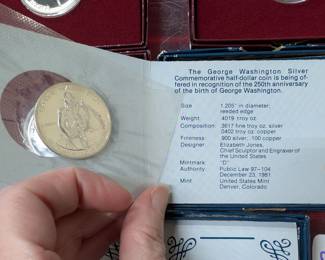 The George Washington Silver
Commemorative half-dollar coin is being of-
fered in recognition of the 250th anniversary
of the birth of George Washington.
Size 1.205" in diameter;
reeded edge
Weight: .4019 troy oz.
Composition: .3617 fine troy oz. silver
.0402 troy oz. copper
Fineness: .900 silver; .100 copper
Designer: Elizabeth Jones,
Chief Sculptor and Engraver of
the United States
Mintmark: "D"
Authority: Public Law 97-104
December 23, 1981
Mint: United States Mint
Denver, Colorado